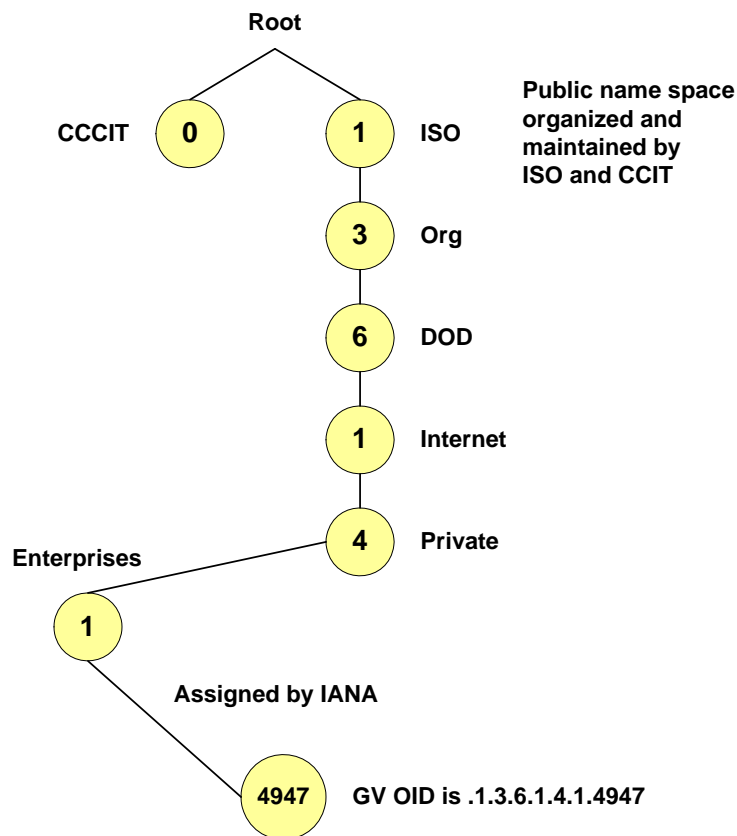 Root
CCCIT
0
1
ISO
Public name space
organized and
maintained by
ISO and CCIT
3
Org
6
DOD
1
Internet
4
Private
Enterprises
1
Assigned by IANA
4947
GV OID is .1.3.6.1.4.1.4947